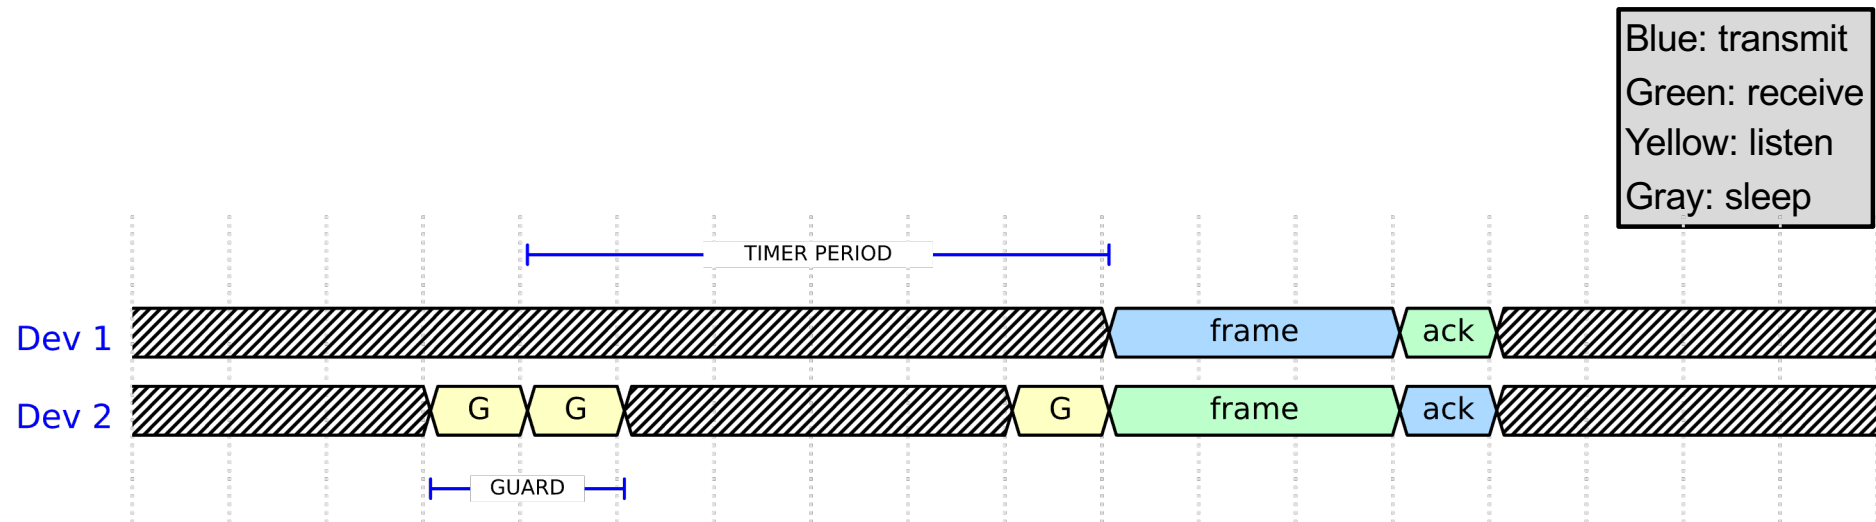 Blue: transmit
Green: receive
Yellow: listen
Gray: sleep
TIMER PERIOD
Dev 1
frame
ack
Dev 2
G
G
G
frame
ack
GUARD